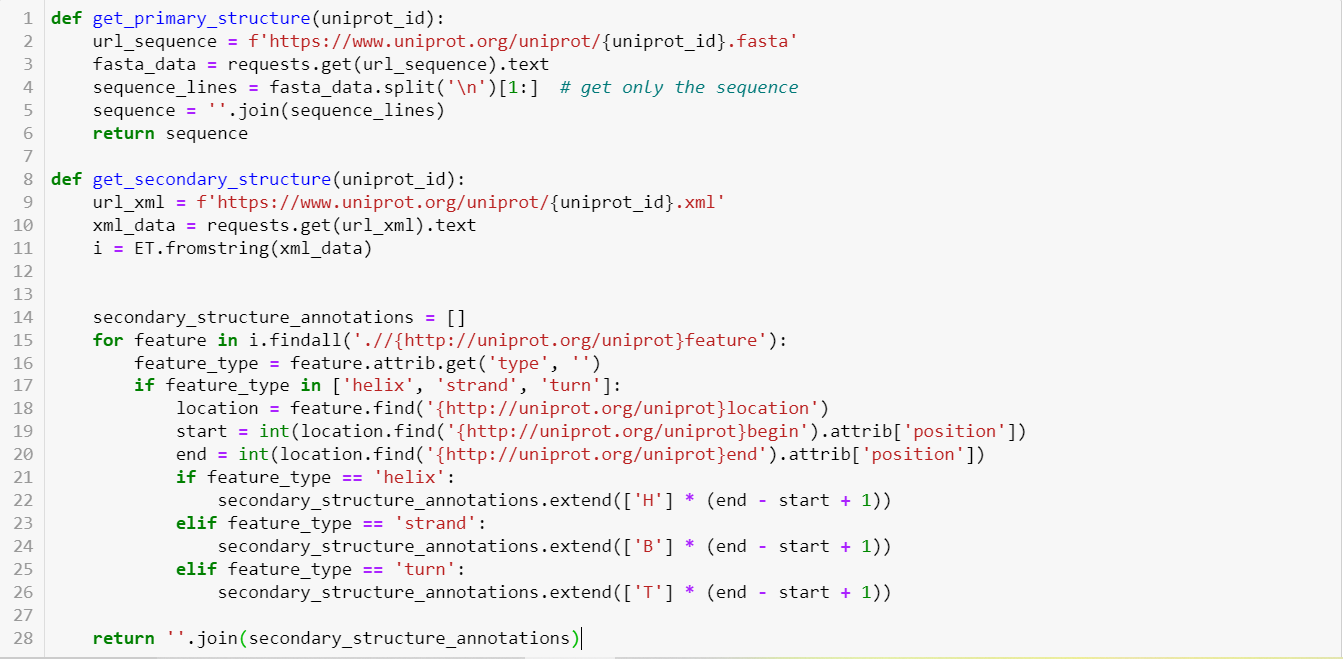 1 def get_primary_structure(uniprot_id):
2     url_sequence = f'https://www.uniprot.org/uniprot/{uniprot_id}.fasta'
3     fasta_data = requests.get(url_sequence).text
4     sequence_lines = fasta_data.split('\n')[1:]  # get only the sequence
5     sequence = ''.join(sequence_lines)
6     return sequence
7
8 def get_secondary_structure(uniprot_id):
9     url_xml = f'https://www.uniprot.org/uniprot/{uniprot_id}.xml'
10     xml_data = requests.get(url_xml).text
11     i = ET.fromstring(xml_data)
12
13
14     secondary_structure_annotations = []
15     for feature in i.findall('.//{http://uniprot.org/uniprot}feature'):
16         feature_type = feature.attrib.get('type', '')
17         if feature_type in ['helix', 'strand', 'turn']:
18             location = feature.find('{http://uniprot.org/uniprot}location')
19             start = int(location.find('{http://uniprot.org/uniprot}begin').attrib['position'])
20             end = int(location.find('{http://uniprot.org/uniprot}end').attrib['position'])
21             if feature_type == 'helix':
22                 secondary_structure_annotations.extend(['H'] * (end - start + 1))
23             elif feature_type == 'strand':
24                 secondary_structure_annotations.extend(['B'] * (end - start + 1))
25             elif feature_type == 'turn':
26                 secondary_structure_annotations.extend(['T'] * (end - start + 1))
27
28     return ''.join(secondary_structure_annotations)